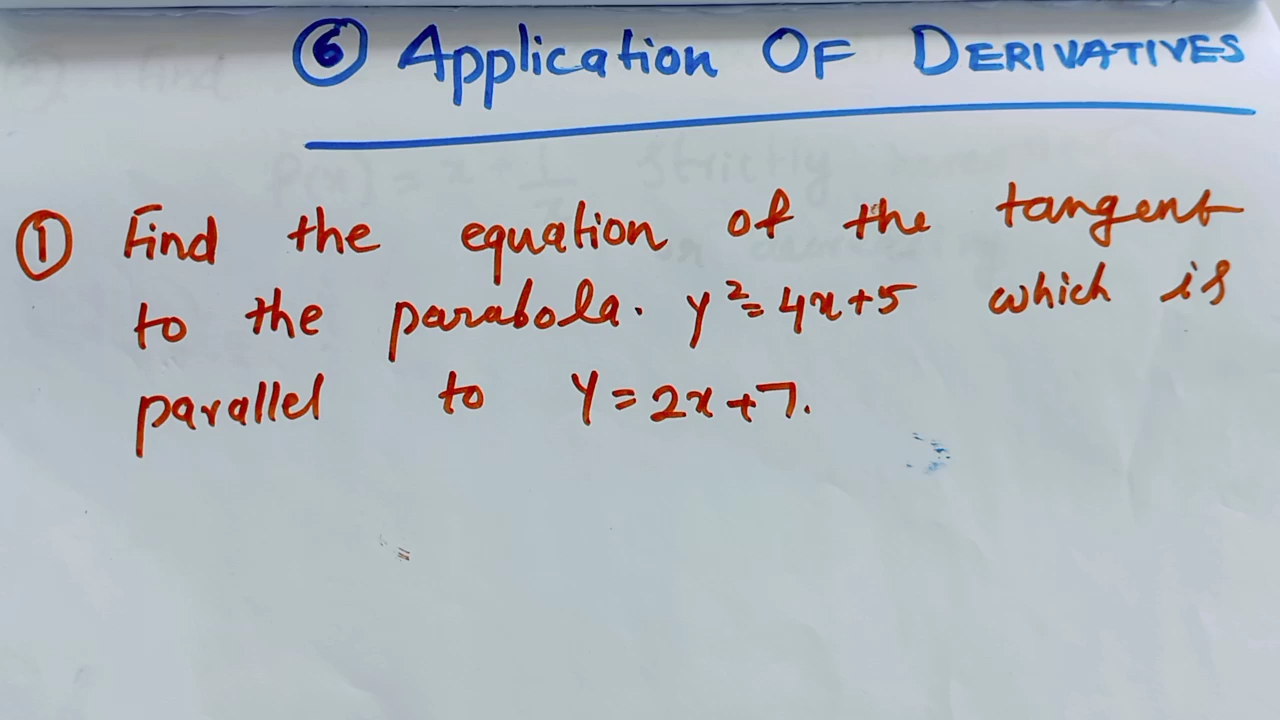 ⑥ Application OF DERIVATIVES
① Find the equation of the tangent
to the parabola. y²=4x+5 which is
parallel to y=2x+7.